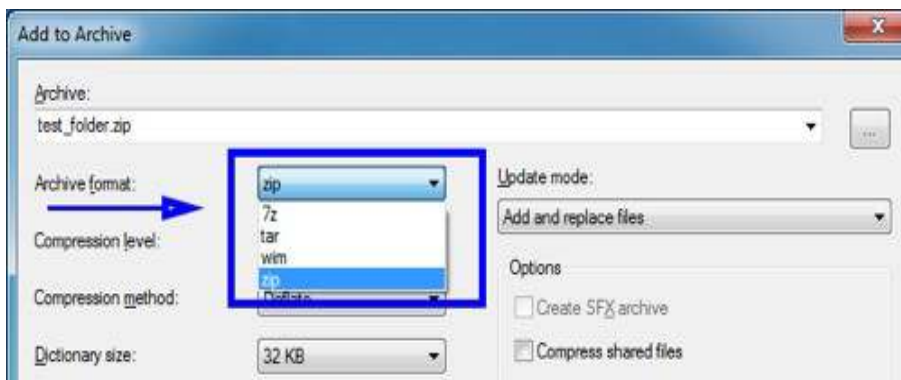 Add to Archive
X
Archive:
test_folder.zip
...
Archive format:
zip
Update mode:
7z
Add and replace files
tar
Compression level:
wim
zip
Options
Compression method:
Deflate
Create SFX archive
Dictionary size:
32 KB
Compress shared files